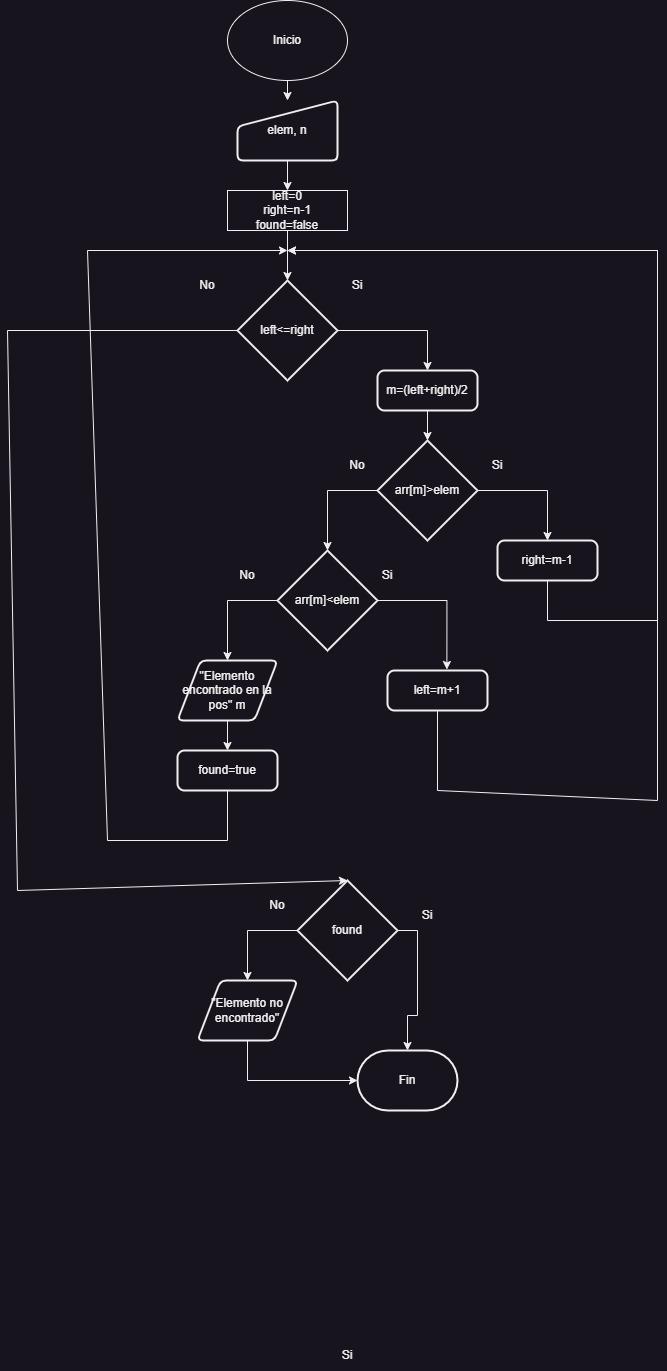 Inicio
elem, n
left=0
right=n-1
found=false
No
Si
left<=right
m=(left+right)/2
No
Si
arr[m]>elem
right=m-1
No
Si
arr[m]<elem
"Elemento
encontrado en la
pos" m
left=m+1
found=true
No
Si
found
"Elemento no
encontrado"
Fin
Si